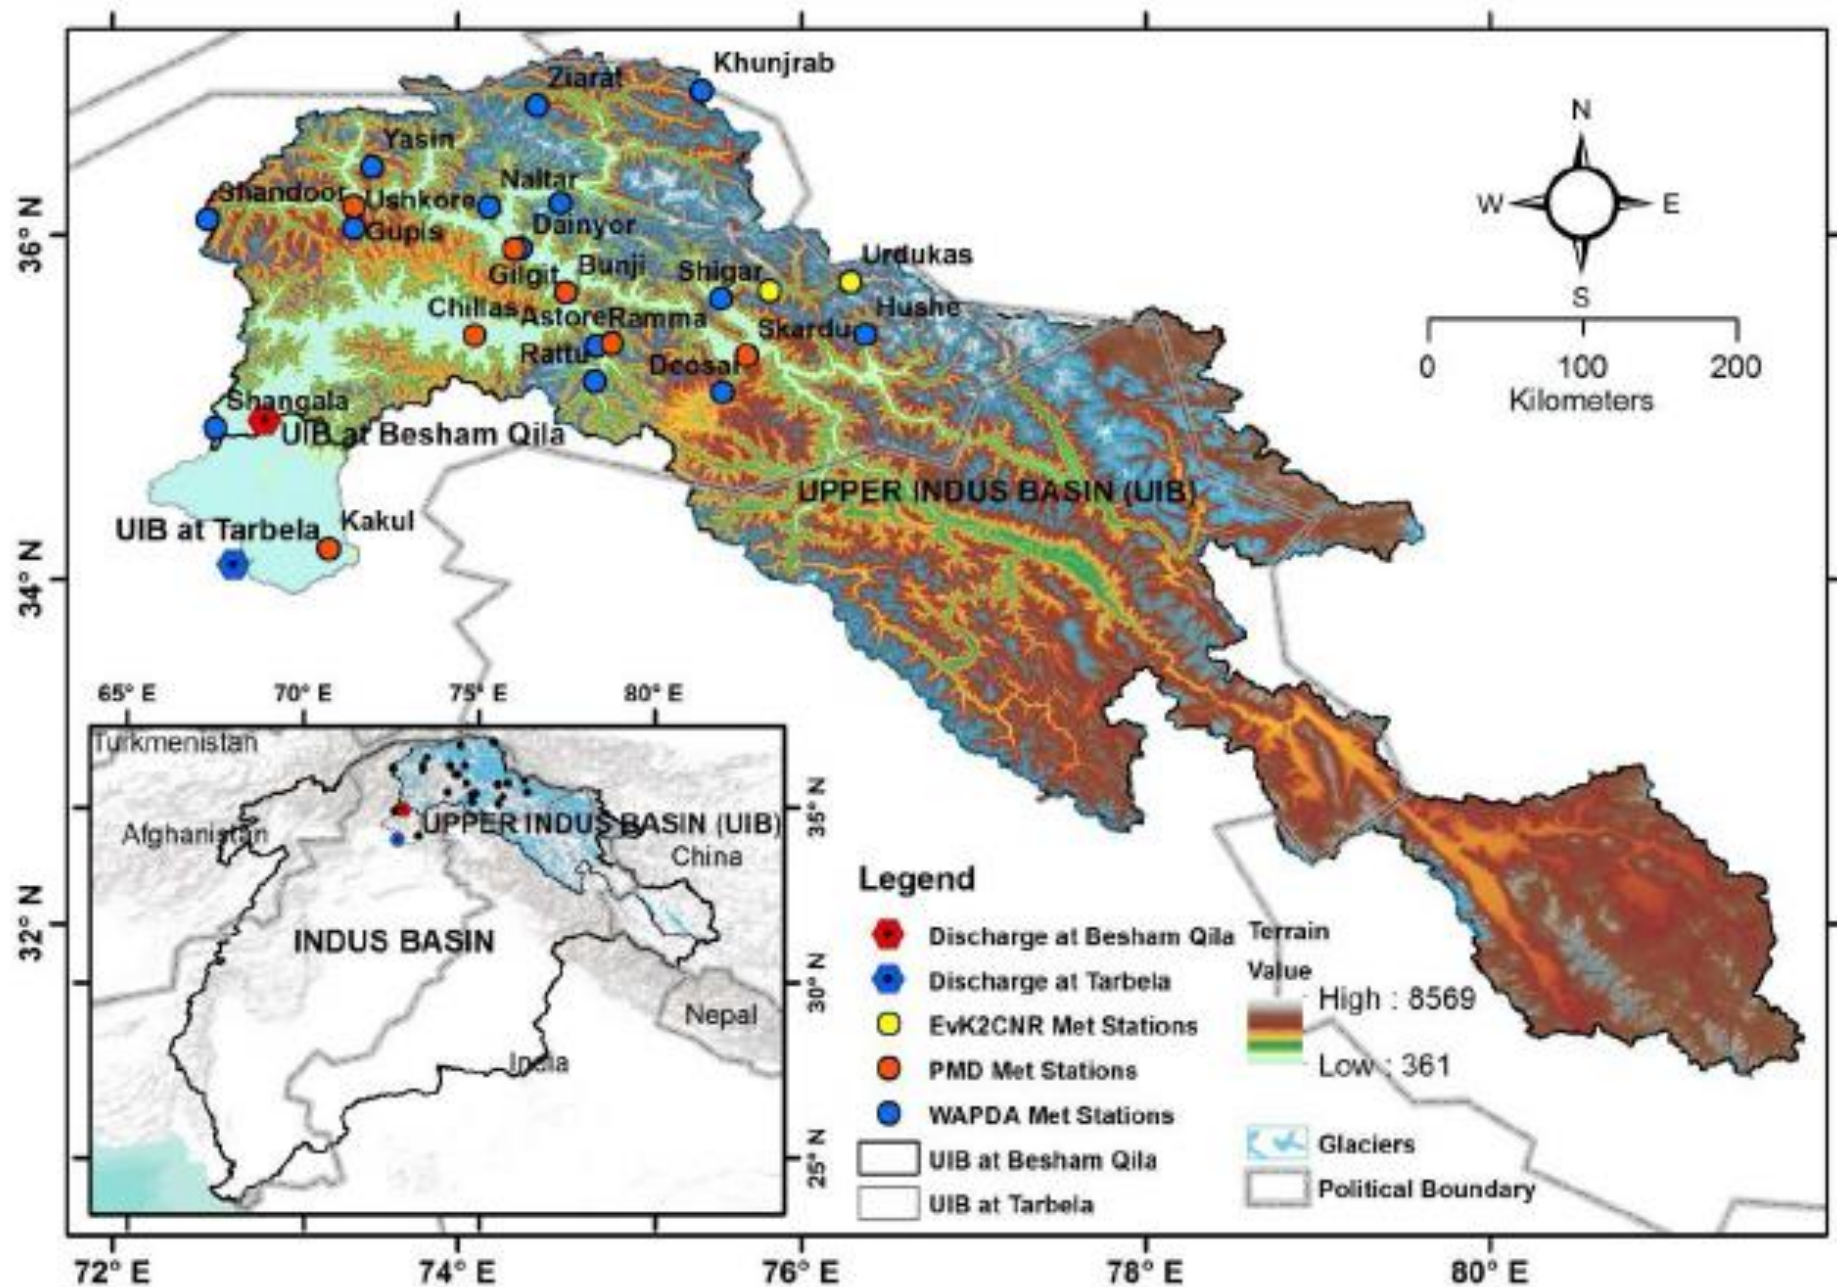 Khunjrab
Ziarat
Yasin
Naltar
Shandoor
Ushkore
Gupis
Dainyor
Gilgit
Bunji
Shigar
Urdukas
Hushe
Chillas
Astore
Ramma
Skardu
Rattu
Deosai
Shangala
UIB at Besham Qila
UPPER INDUS BASIN (UIB)
UIB at Tarbela
Kakul
N
W
E
S
0 100 200
Kilometers
36° N
34° N
32° N
72° E 74° E 76° E 78° E 80° E
65° E 70° E 75° E 80° E
Turkmenistan
Afghanistan
UPPER INDUS BASIN (UIB)
China
INDUS BASIN
Nepal
India
35° N
30° N
25° N
Legend
Discharge at Besham Qila
Discharge at Tarbela
EvK2CNR Met Stations
PMD Met Stations
WAPDA Met Stations
UIB at Besham Qila
UIB at Tarbela
Terrain
Value
High : 8569
Low : 361
Glaciers
Political Boundary